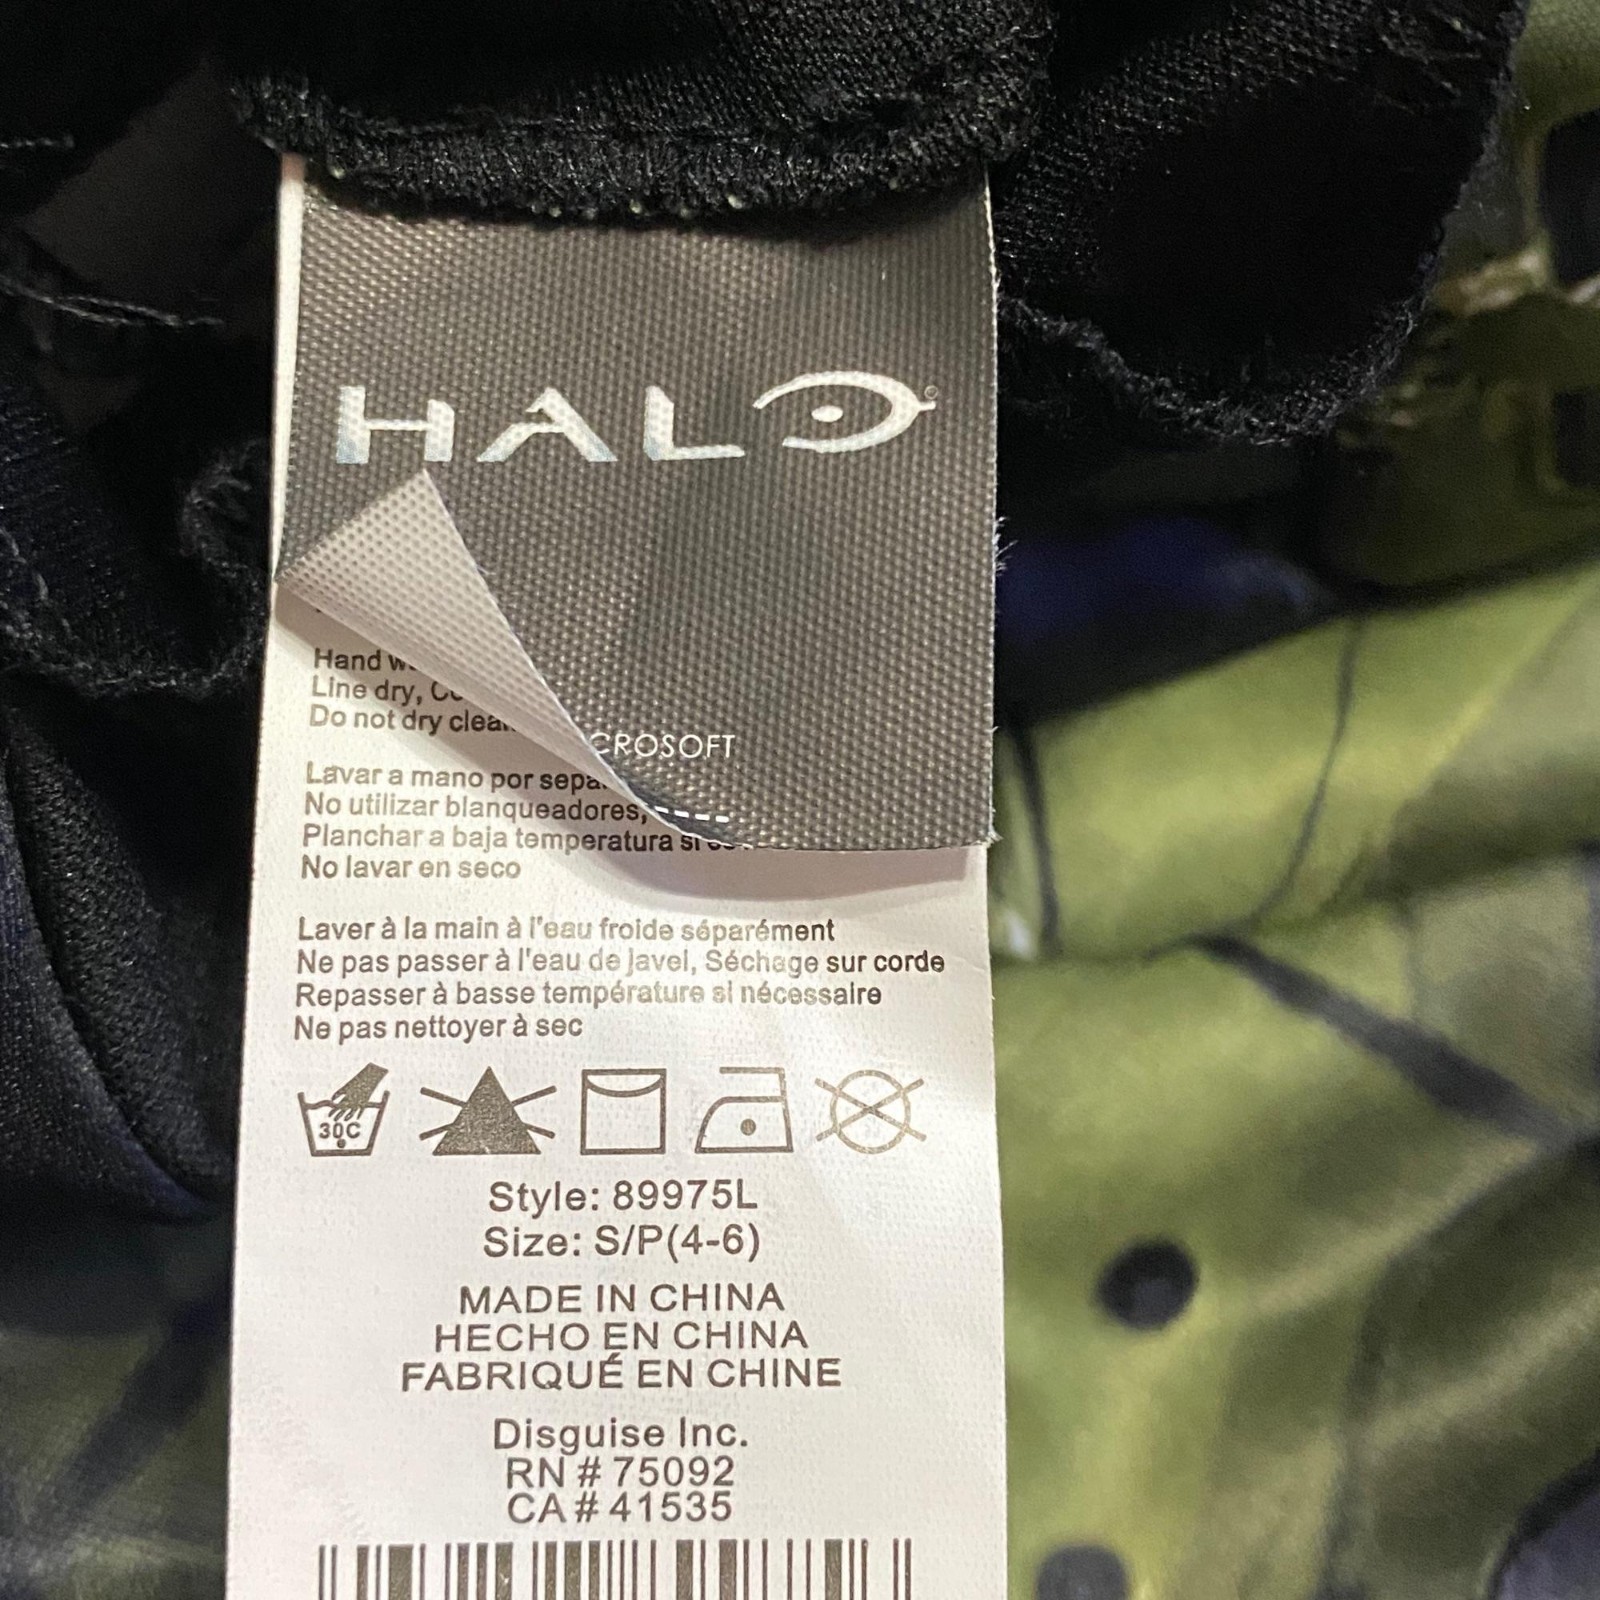 HALO®
Hand
Line dry,
Do not dry
CROSOFT
Lavar a mano por
No utilizar blanqueadores,
Planchar a baja temperatura si
No lavar en seco
Laver à la main à l'eau froide séparément
Ne pas passer à l'eau de javel, Séchage sur corde
Repasser à basse température si nécessaire
Ne pas nettoyer à sec
30C
Style: 89975L
Size: S/P(4-6)
MADE IN CHINA
HECHO EN CHINA
FABRIQUÉ EN CHINE
Disguise Inc.
RN # 75092
CA # 41535